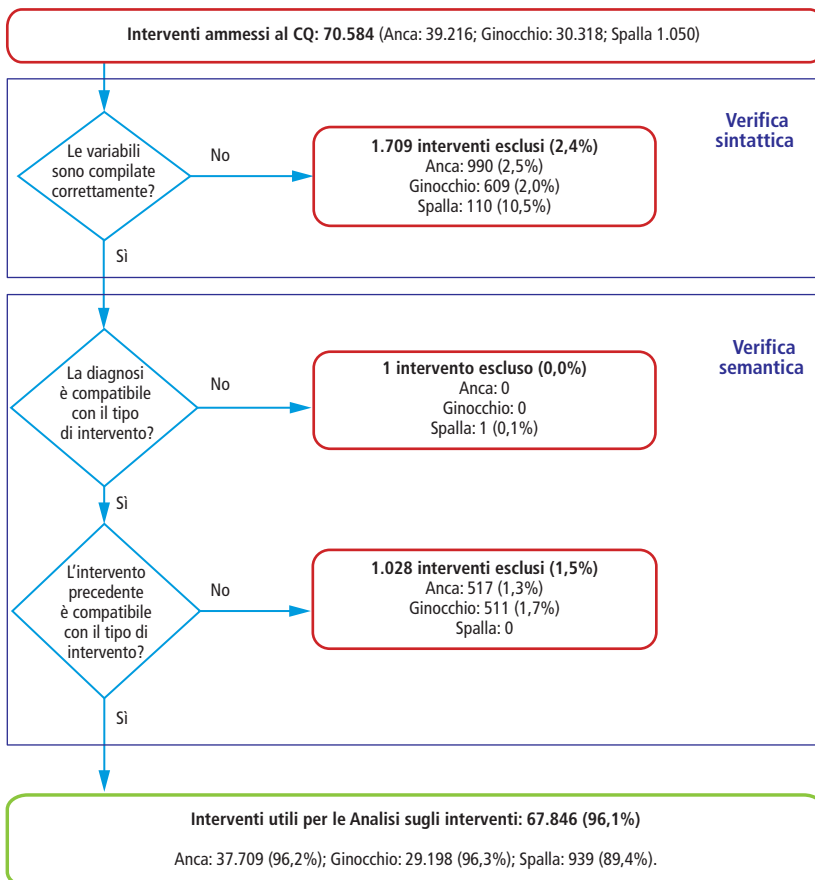 Interventi ammessi al CQ: 70.584 (Anca: 39.216; Ginocchio: 30.318; Spalla 1.050)
Verifica
sintattica
Le variabili
sono compilate
correttamente?
No
1.709 interventi esclusi (2,4%)
Anca: 990 (2,5%)
Ginocchio: 609 (2,0%)
Spalla: 110 (10,5%)
Sì
Verifica
semantica
La diagnosi
è compatibile
con il tipo
di intervento?
No
1 intervento escluso (0,0%)
Anca: 0
Ginocchio: 0
Spalla: 1 (0,1%)
Sì
L'intervento
precedente
è compatibile
con il tipo di
intervento?
No
1.028 interventi esclusi (1,5%)
Anca: 517 (1,3%)
Ginocchio: 511 (1,7%)
Spalla: 0
Sì
Interventi utili per le Analisi sugli interventi: 67.846 (96,1%)
Anca: 37.709 (96,2%); Ginocchio: 29.198 (96,3%); Spalla: 939 (89,4%).